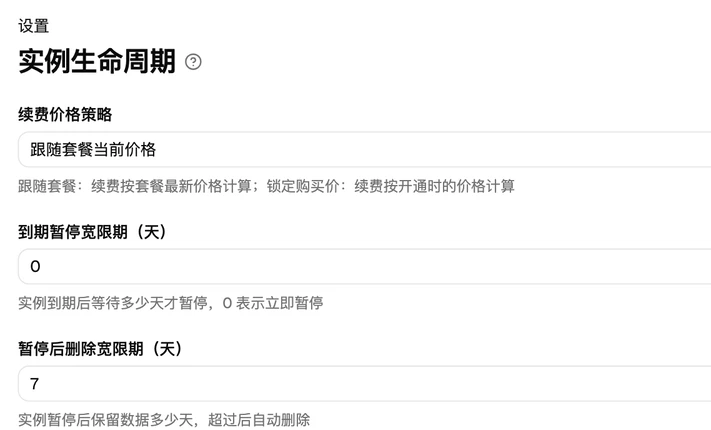 设置
实例生命周期 ?
续费价格策略
跟随套餐当前价格
跟随套餐：续费按套餐最新价格计算；锁定购买价：续费按开通时的价格计算
到期暂停宽限期（天）
0
实例到期后等待多少天才暂停，0 表示立即暂停
暂停后删除宽限期（天）
7
实例暂停后保留数据多少天，超过后自动删除